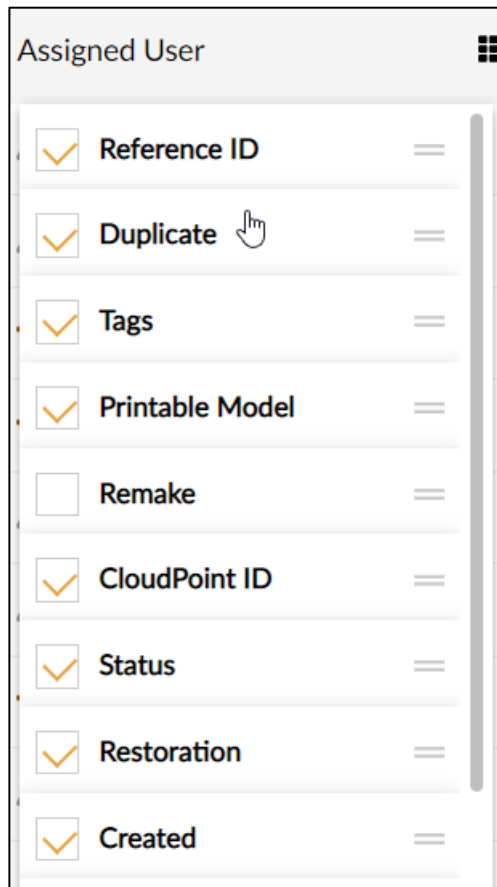 Assigned User
Reference ID
Duplicate
Tags
Printable Model
Remake
CloudPoint ID
Status
Restoration
Created